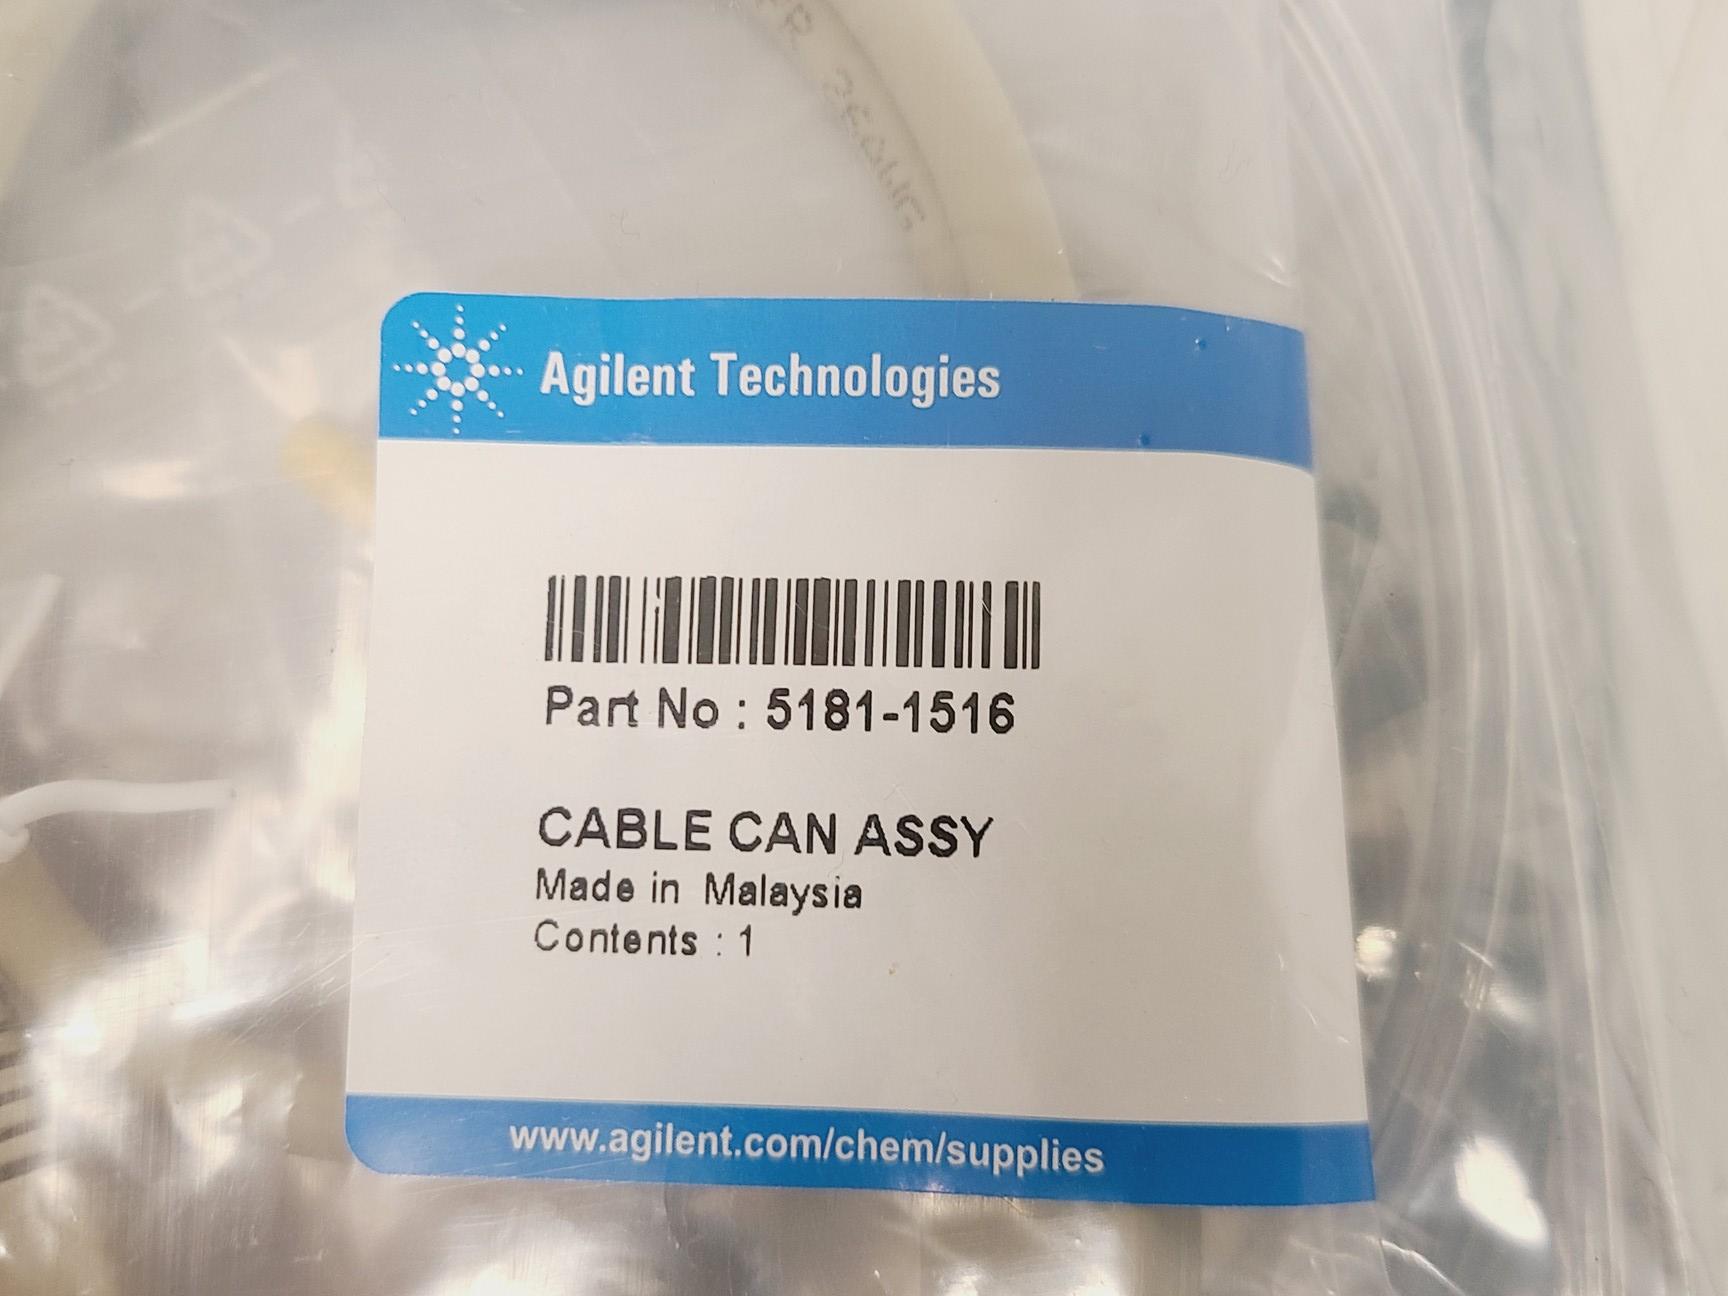 26AWG
Agilent Technologies
Part No : 5181-1516
CABLE CAN ASSY
Made in Malaysia
Contents : 1
www.agilent.com/chem/supplies